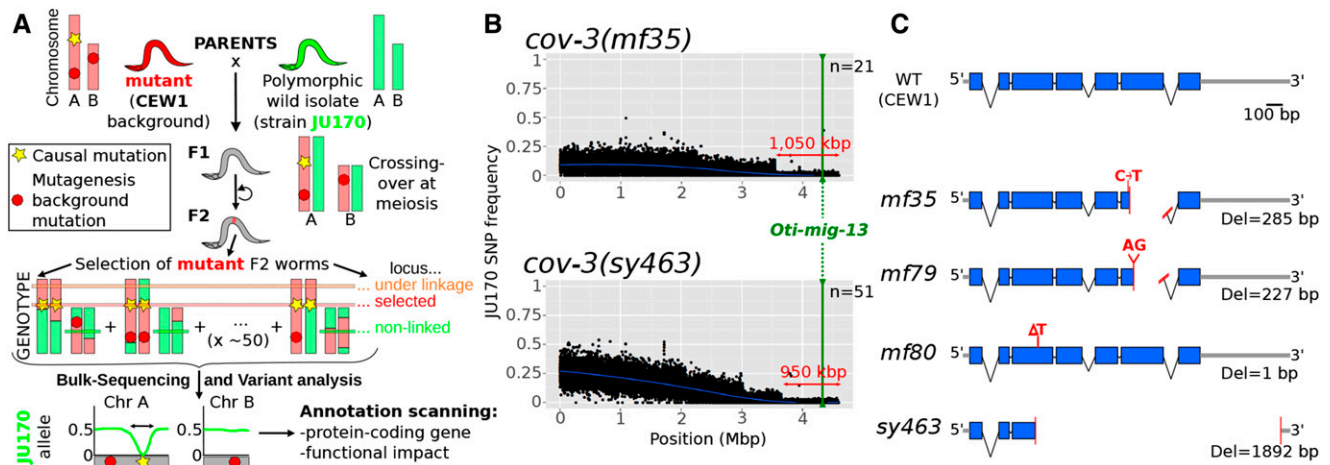 A
Chromosome
A B
mutant
(CEW1
background)
PARENTS
x
Polymorphic
wild isolate
(strain JU170)
A B
Causal mutation
Mutagenesis
background
mutation
F1
F2
A B
Crossing-
over at
meiosis
Selection of mutant F2 worms
locus...
... under linkage
... selected
... non-linked
GENOTYPE
+ + ... +
(x ~50)
Bulk-Sequencing and Variant analysis
JU170
allele
Chr A
0.5
0
Chr B
0.5
0
Annotation scanning:
-protein-coding gene
-functional impact
B
cov-3(mf35)
n=21
1,050 kbp
1
0.75
0.5
0.25
0
0 1 2 3 4
JU170 SNP frequency
Oti-mig-13
cov-3(sy463)
n=51
950 kbp
1
0.75
0.5
0.25
0
0 1 2 3 4
Position (Mbp)
C
WT
(CEW1)
5' 3'
100 bp
mf35
5' C→T 3'
Del=285 bp
mf79
5' AG 3'
Del=227 bp
mf80
5' ΔT 3'
Del=1 bp
sy463
5' 3'
Del=1892 bp